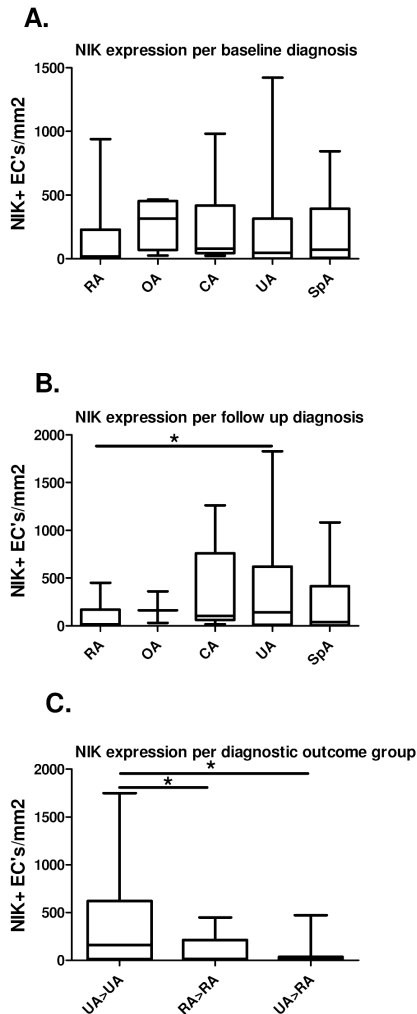 A.
NIK expression per baseline diagnosis
NIK+ EC's/mm2
1500
1000
500
0
RA
OA
CA
UA
SpA
B.
NIK expression per follow up diagnosis
NIK+ EC's/mm2
2000
1500
1000
500
0
*
RA
OA
CA
UA
SpA
C.
NIK expression per diagnostic outcome group
NIK+ EC's/mm2
2000
1500
1000
500
0
*
*
UA>UA
RA>RA
UA>RA